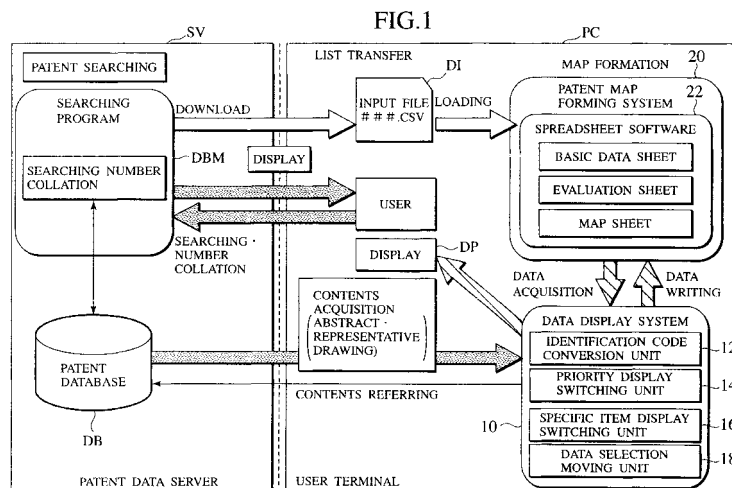 FIG.1
SV
PC
PATENT SEARCHING
LIST TRANSFER
MAP FORMATION
20
SEARCHING
PROGRAM
DOWNLOAD
DI
INPUT FILE
# # # .CSV
LOADING
PATENT MAP
FORMING SYSTEM
22
SPREADSHEET SOFTWARE
BASIC DATA SHEET
EVALUATION SHEET
MAP SHEET
DBM
SEARCHING NUMBER
COLLATION
DISPLAY
USER
SEARCHING ·
NUMBER
COLLATION
DISPLAY
DP
DATA
ACQUISITION
DATA
WRITING
CONTENTS
ACQUISITION
(ABSTRACT ·
REPRESENTATIVE
DRAWING)
DATA DISPLAY SYSTEM
IDENTIFICATION CODE
CONVERSION UNIT
12
PRIORITY DISPLAY
SWITCHING UNIT
14
SPECIFIC ITEM DISPLAY
SWITCHING UNIT
16
DATA SELECTION
MOVING UNIT
18
10
PATENT
DATABASE
DB
CONTENTS REFERRING
PATENT DATA SERVER
USER TERMINAL